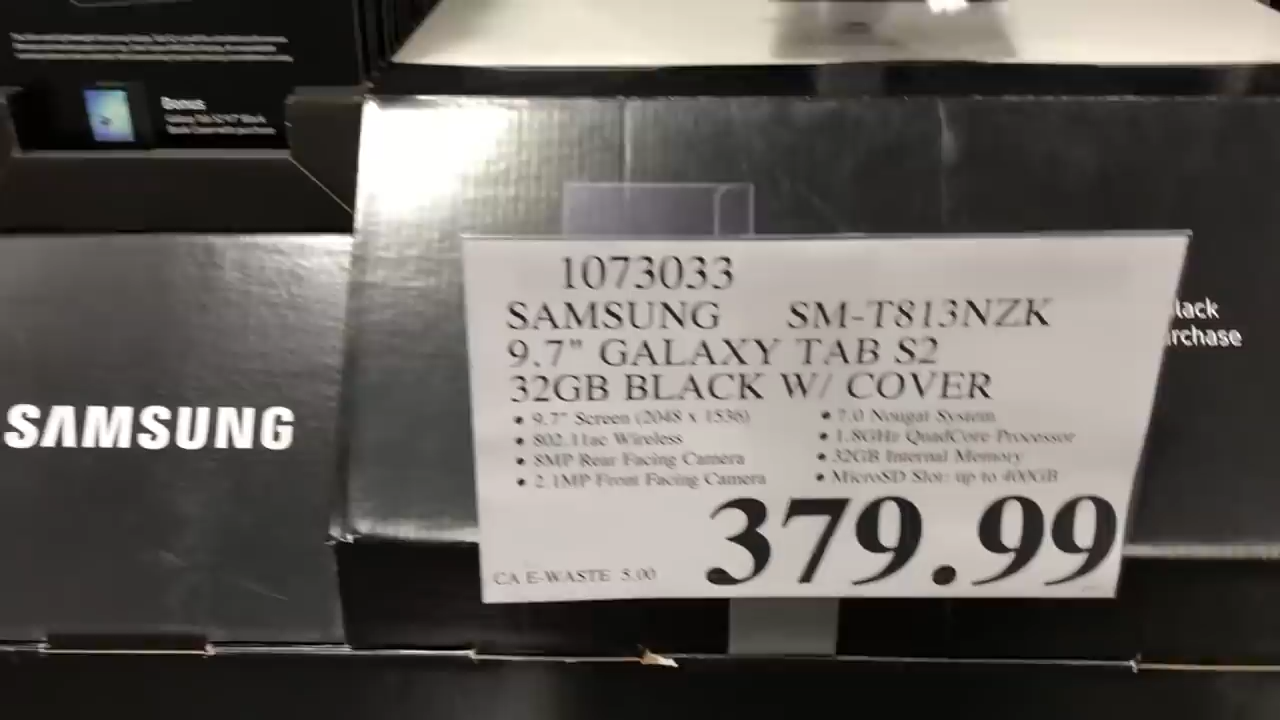 Bonus
SAMSUNG
1073033
SAMSUNG SM-T813NZK
9.7" GALAXY TAB S2
32GB BLACK W/ COVER
• 9.7" Screen (2048 x 1536)
• 802.11ac Wireless
• 8MP Rear Facing Camera
• 2.1MP Front Facing Camera
• 7.0 Nougat System
• 1.8GHz QuadCore Processor
• 32GB Internal Memory
• MicroSD Slot: up to 400GB
CA E-WASTE 5.00
379.99
lack
rchase